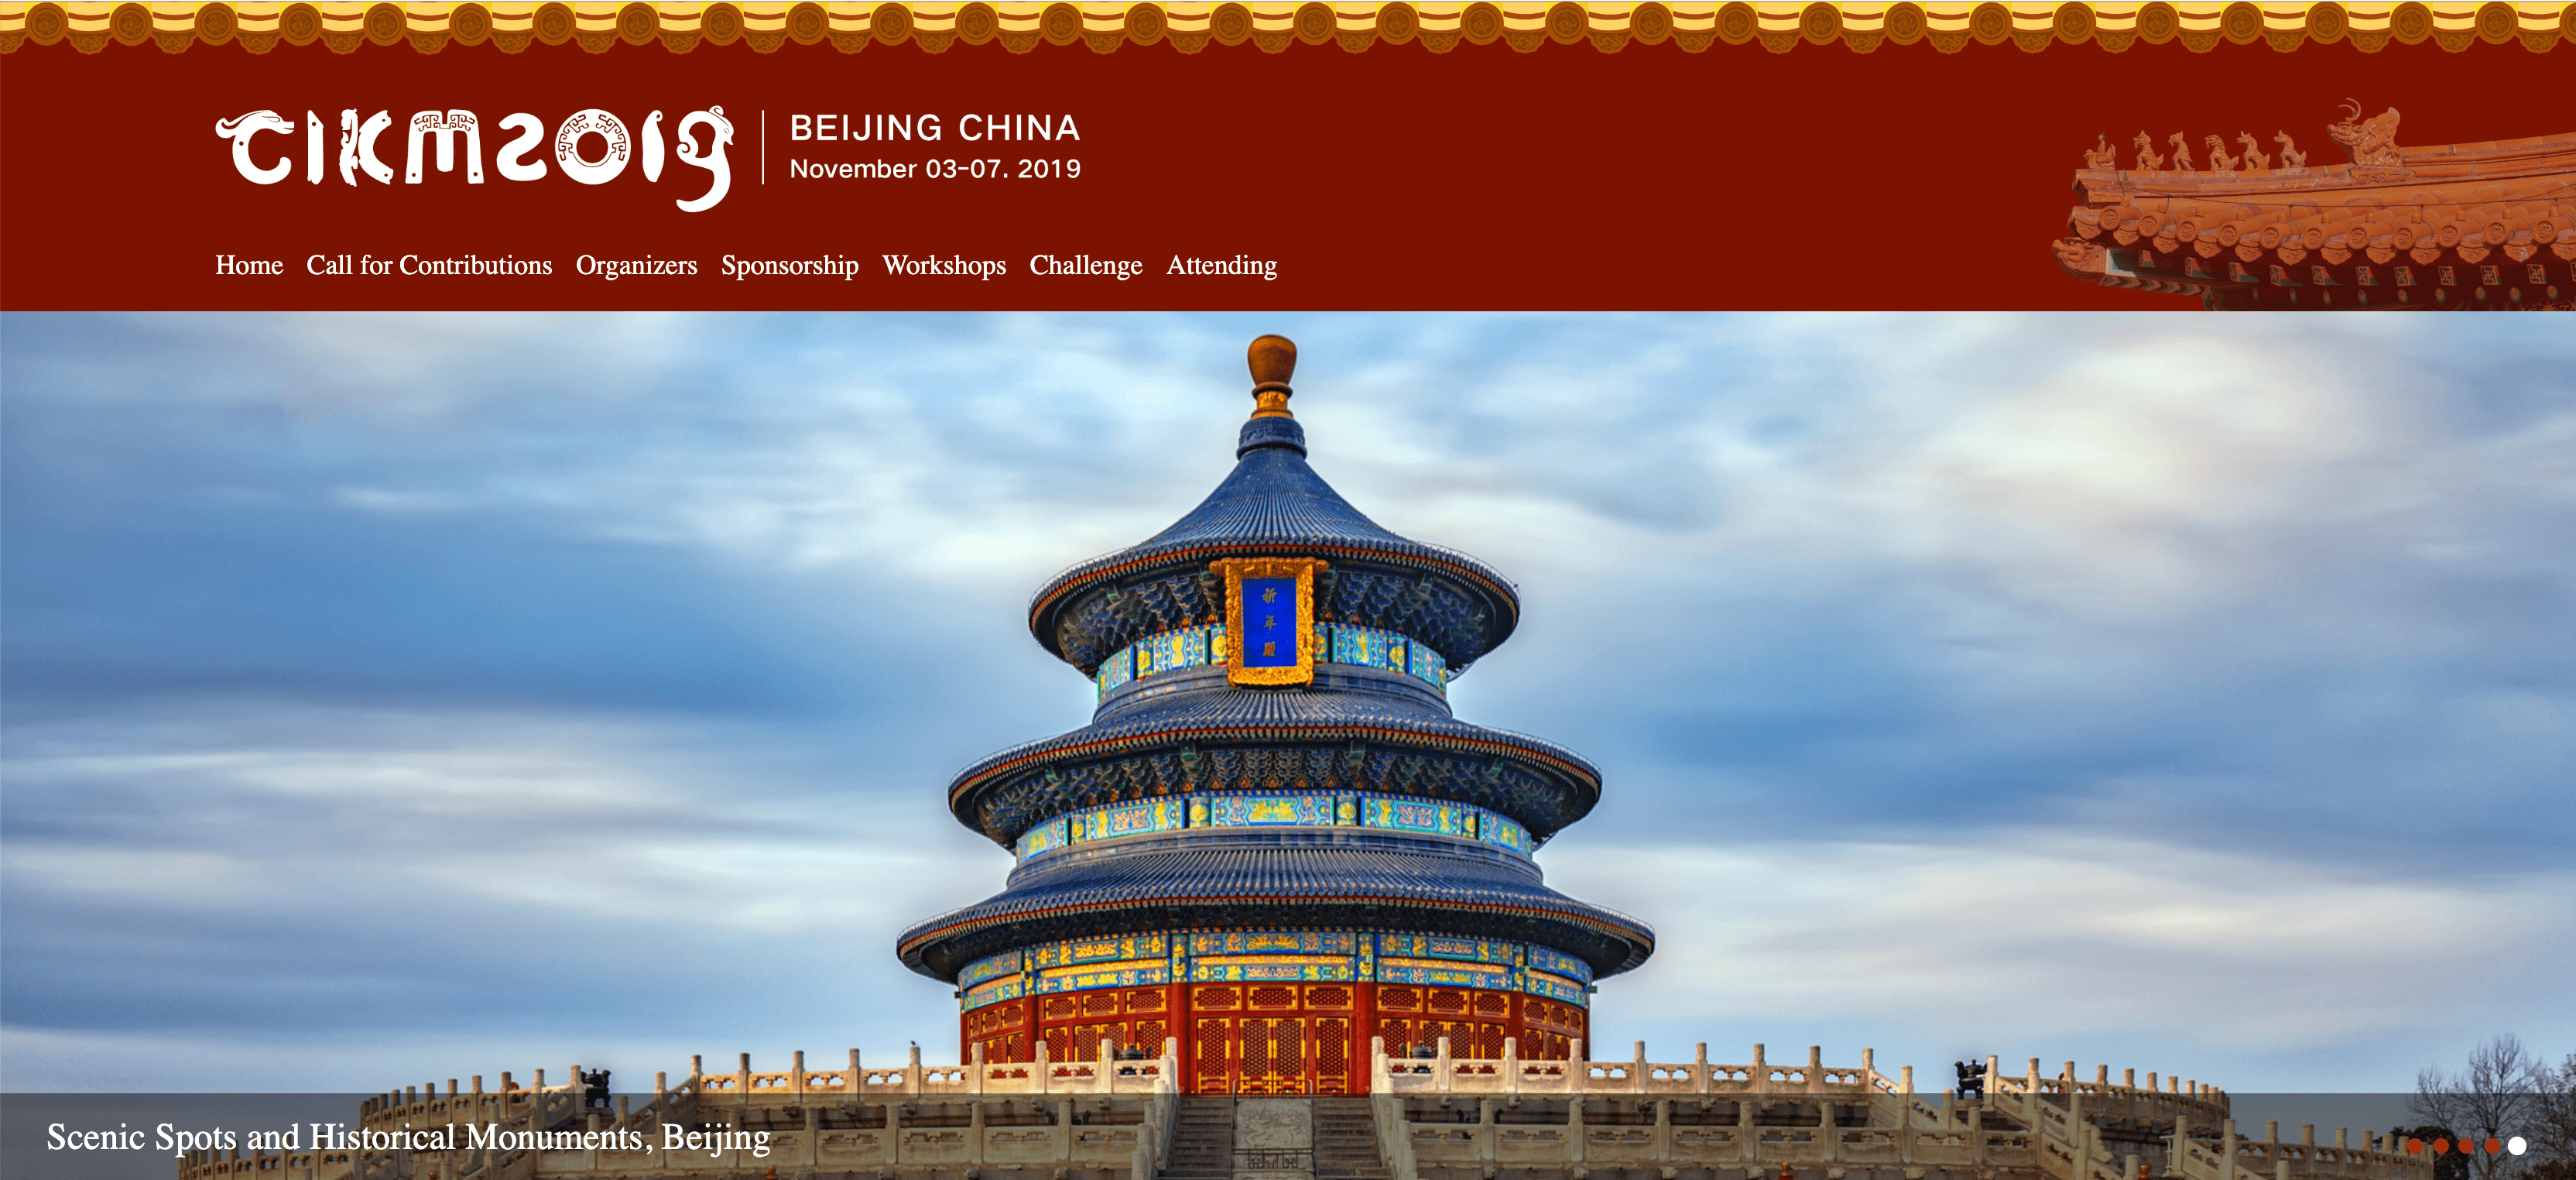 CIKM2019
BEIJING CHINA
November 03-07. 2019
Home Call for Contributions Organizers Sponsorship Workshops Challenge Attending
祈年殿
Scenic Spots and Historical Monuments, Beijing